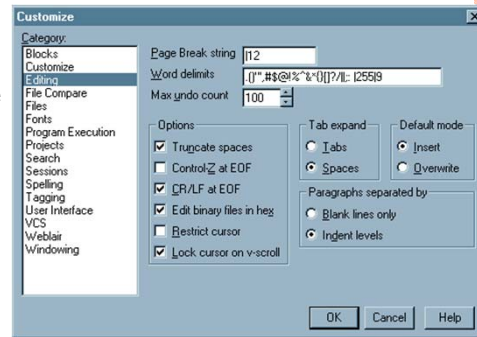 Customize
Category:
Blocks
Customize
Editing
File Compare
Files
Fonts
Program Execution
Projects
Search
Sessions
Spelling
Tagging
User Interface
VCS
Weblair
Windowing
Page Break string |12
Word delimits .()'",#$@!%^&*{}[]?/\|;: |255|9
Max undo count 100
Options
Truncate spaces
Control-Z at EOF
CR/LF at EOF
Edit binary files in hex
Restrict cursor
Lock cursor on v-scroll
Tab expand
Tabs
Spaces
Default mode
Insert
Overwrite
Paragraphs separated by
Blank lines only
Indent levels
OK Cancel Help